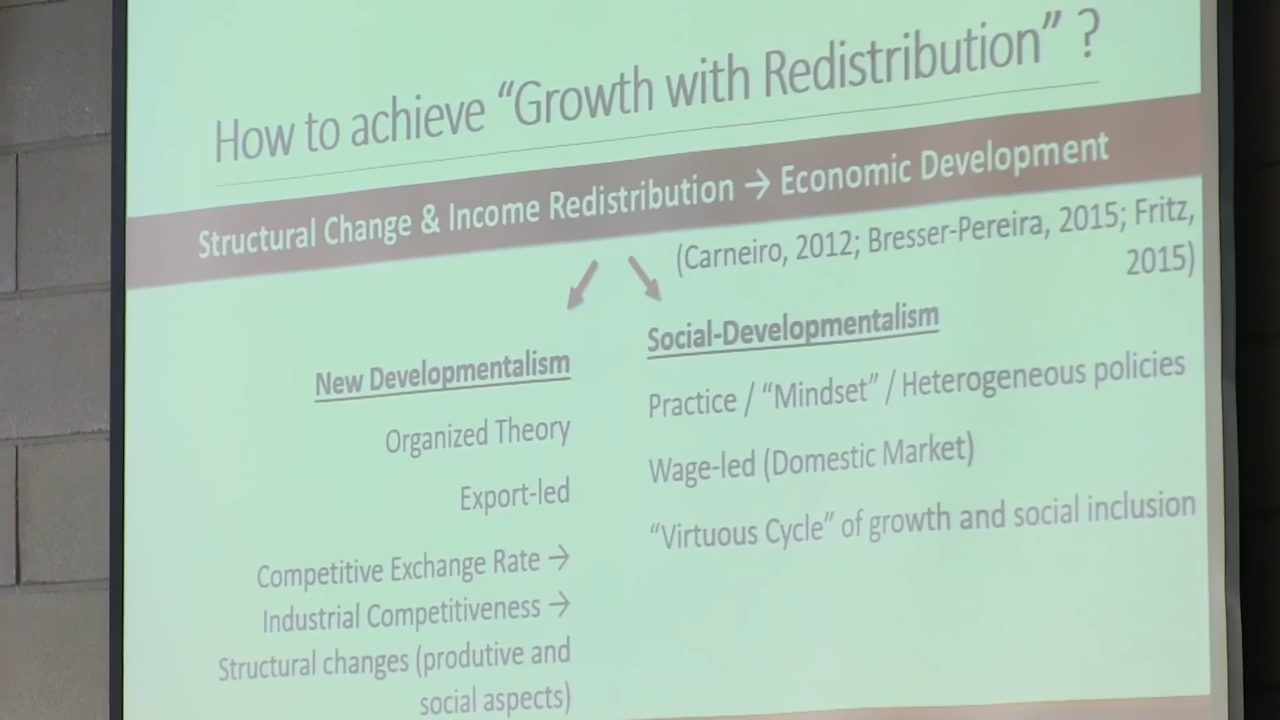 How to achieve “Growth with Redistribution” ?
Structural Change & Income Redistribution → Economic Development
(Carneiro, 2012; Bresser-Pereira, 2015; Fritz,
2015)
New Developmentalism
Organized Theory
Export-led
Competitive Exchange Rate →
Industrial Competitiveness →
Structural changes (produtive and
social aspects)
Social-Developmentalism
Practice / “Mindset” / Heterogeneous policies
Wage-led (Domestic Market)
“Virtuous Cycle” of growth and social inclusion